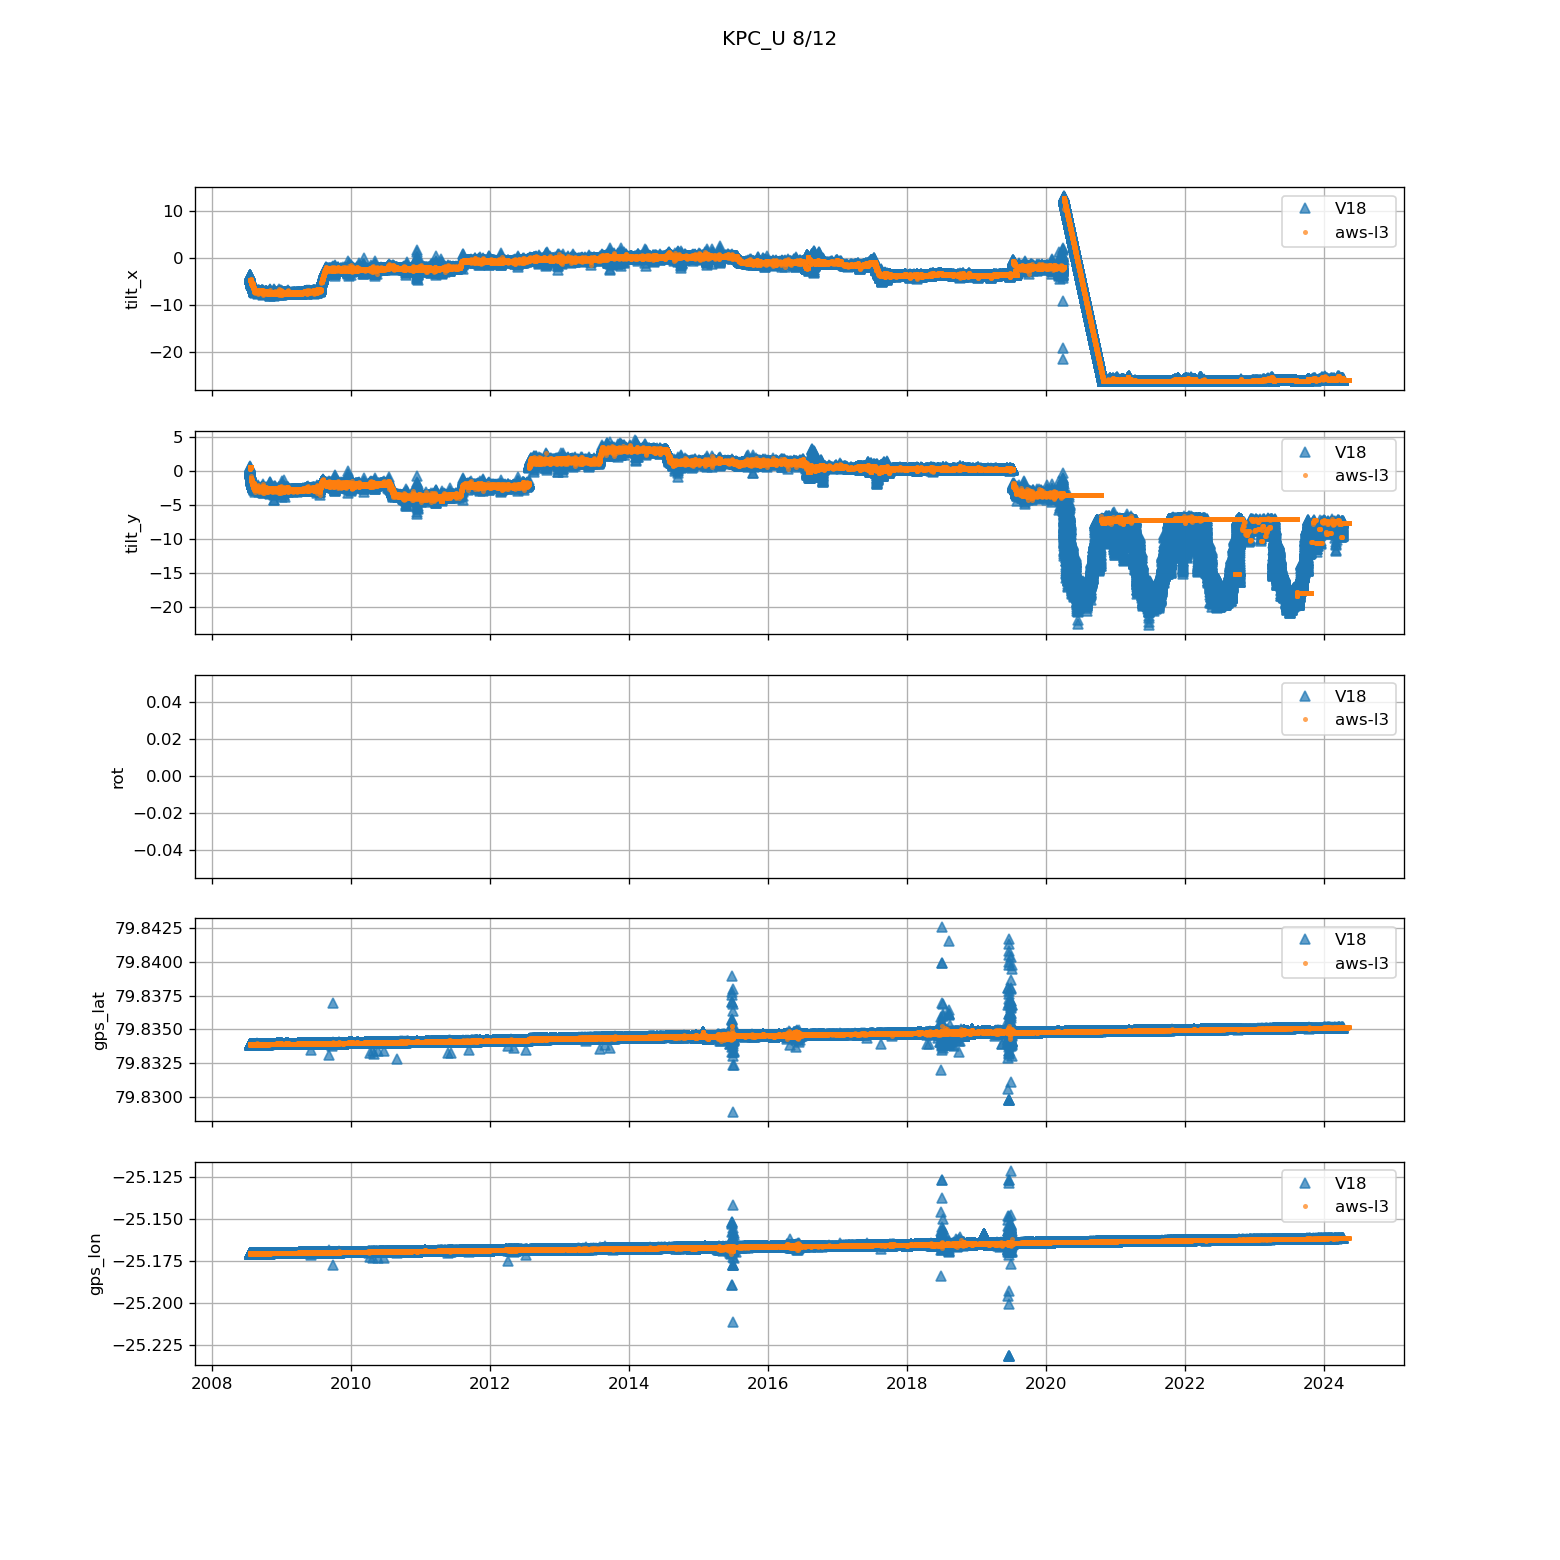 KPC_U 8/12
10
0
−10
−20
tilt_x
V18
aws-l3
5
0
−5
−10
−15
−20
tilt_y
V18
aws-l3
0.04
0.02
0.00
−0.02
−0.04
rot
V18
aws-l3
79.8425
79.8400
79.8375
79.8350
79.8325
79.8300
gps_lat
V18
aws-l3
−25.125
−25.150
−25.175
−25.200
−25.225
gps_lon
V18
aws-l3
2008 2010 2012 2014 2016 2018 2020 2022 2024